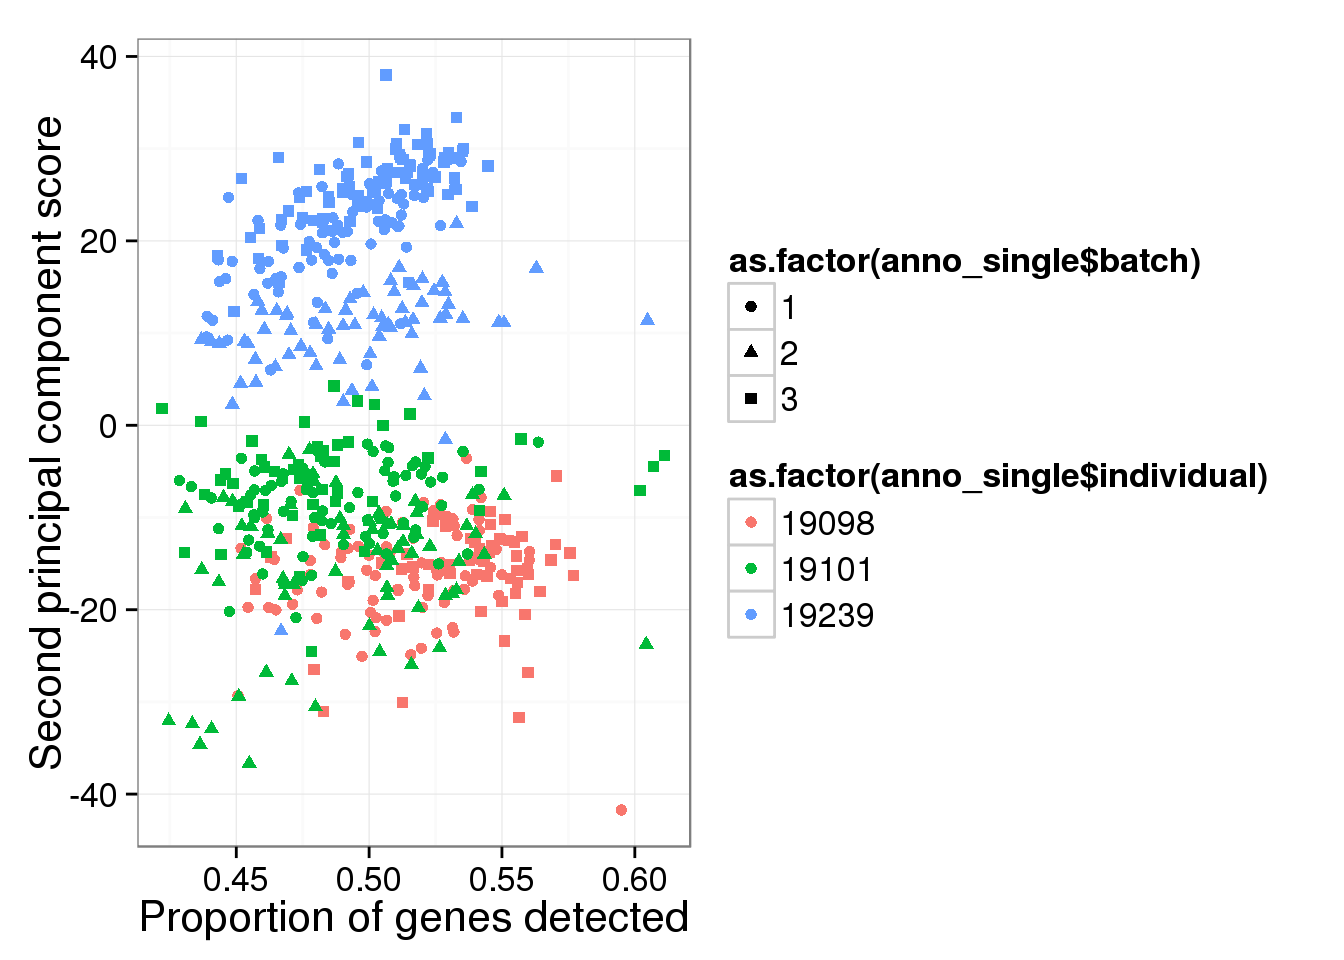 40
20
0
-20
-40
Second principal component score
0.45 0.50 0.55 0.60
Proportion of genes detected
as.factor(anno_single$batch)
1
2
3
as.factor(anno_single$individual)
19098
19101
19239